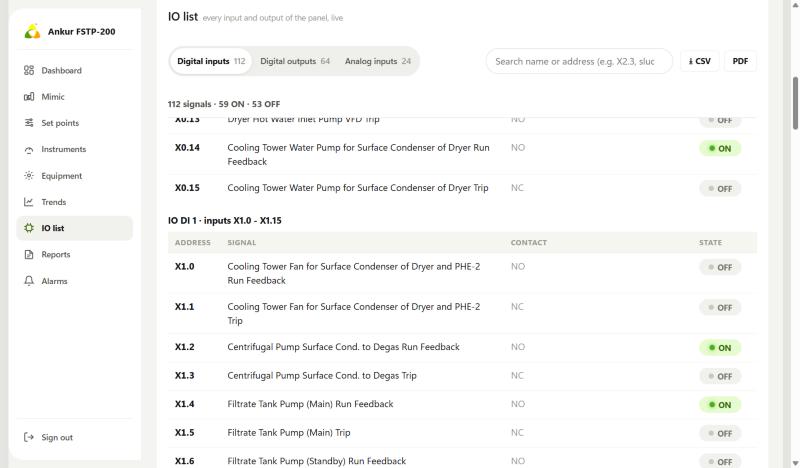 Ankur FSTP-200
Dashboard
Mimic
Set points
Instruments
Equipment
Trends
IO list
Reports
Alarms
Sign out
IO list every input and output of the panel, live
Digital inputs 112 Digital outputs 64 Analog inputs 24
Search name or address (e.g. X2.3, sluc
CSV PDF
112 signals · 59 ON · 53 OFF
X0.13 Dryer Hot Water Inlet Pump VFD Trip NO OFF
X0.14 Cooling Tower Water Pump for Surface Condenser of Dryer Run NO ON
Feedback
X0.15 Cooling Tower Water Pump for Surface Condenser of Dryer Trip NC OFF
IO DI 1 · inputs X1.0 - X1.15
ADDRESS SIGNAL CONTACT STATE
X1.0 Cooling Tower Fan for Surface Condenser of Dryer and PHE-2 NO OFF
Run Feedback
X1.1 Cooling Tower Fan for Surface Condenser of Dryer and PHE-2 NC OFF
Trip
X1.2 Centrifugal Pump Surface Cond. to Degas Run Feedback NO ON
X1.3 Centrifugal Pump Surface Cond. to Degas Trip NC OFF
X1.4 Filtrate Tank Pump (Main) Run Feedback NO ON
X1.5 Filtrate Tank Pump (Main) Trip NC OFF
X1.6 Filtrate Tank Pump (Standby) Run Feedback NO OFF